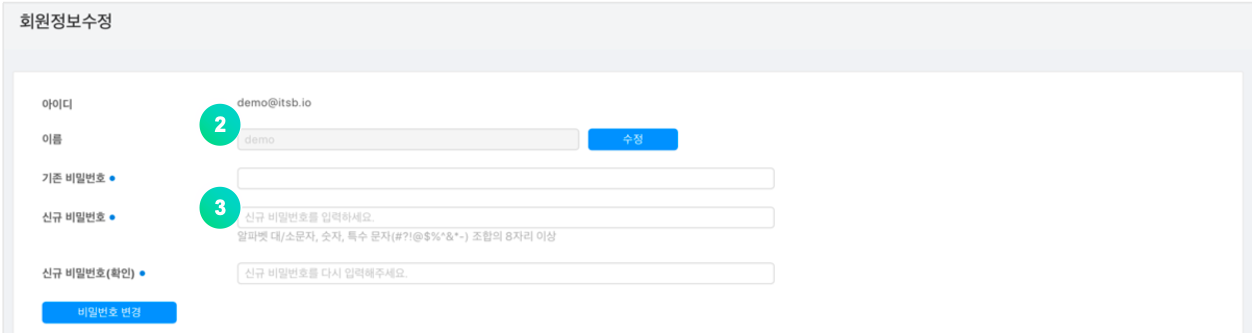 회원정보수정
아이디 demo@itsb.io
2
이름 demo 수정
기존 비밀번호
3
신규 비밀번호 신규 비밀번호를 입력하세요.
알파벳 대/소문자, 숫자, 특수 문자(#?!@$%^&*-) 조합의 8자리 이상
신규 비밀번호(확인) 신규 비밀번호를 다시 입력해주세요.
비밀번호 변경